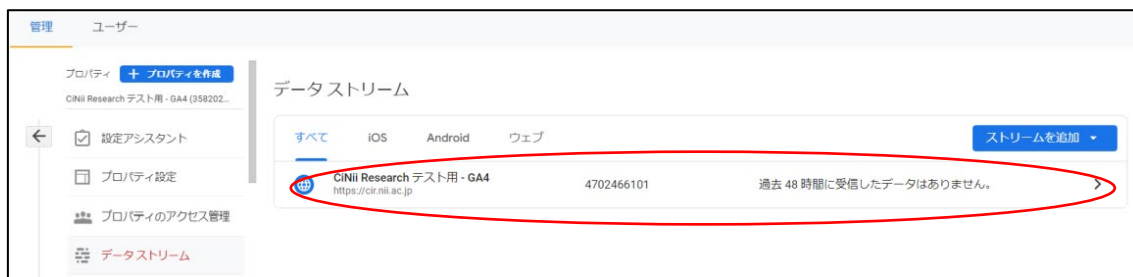 管理 ユーザー
プロパティ + プロパティを作成
CiNii Research テスト用 - GA4 (358202...
データ ストリーム
設定アシスタント
すべて iOS Android ウェブ ストリームを追加
プロパティ設定
CiNii Research テスト用 - GA4
https://cir.nii.ac.jp
4702466101 過去 48 時間に受信したデータはありません。
プロパティのアクセス管理
データ ストリーム